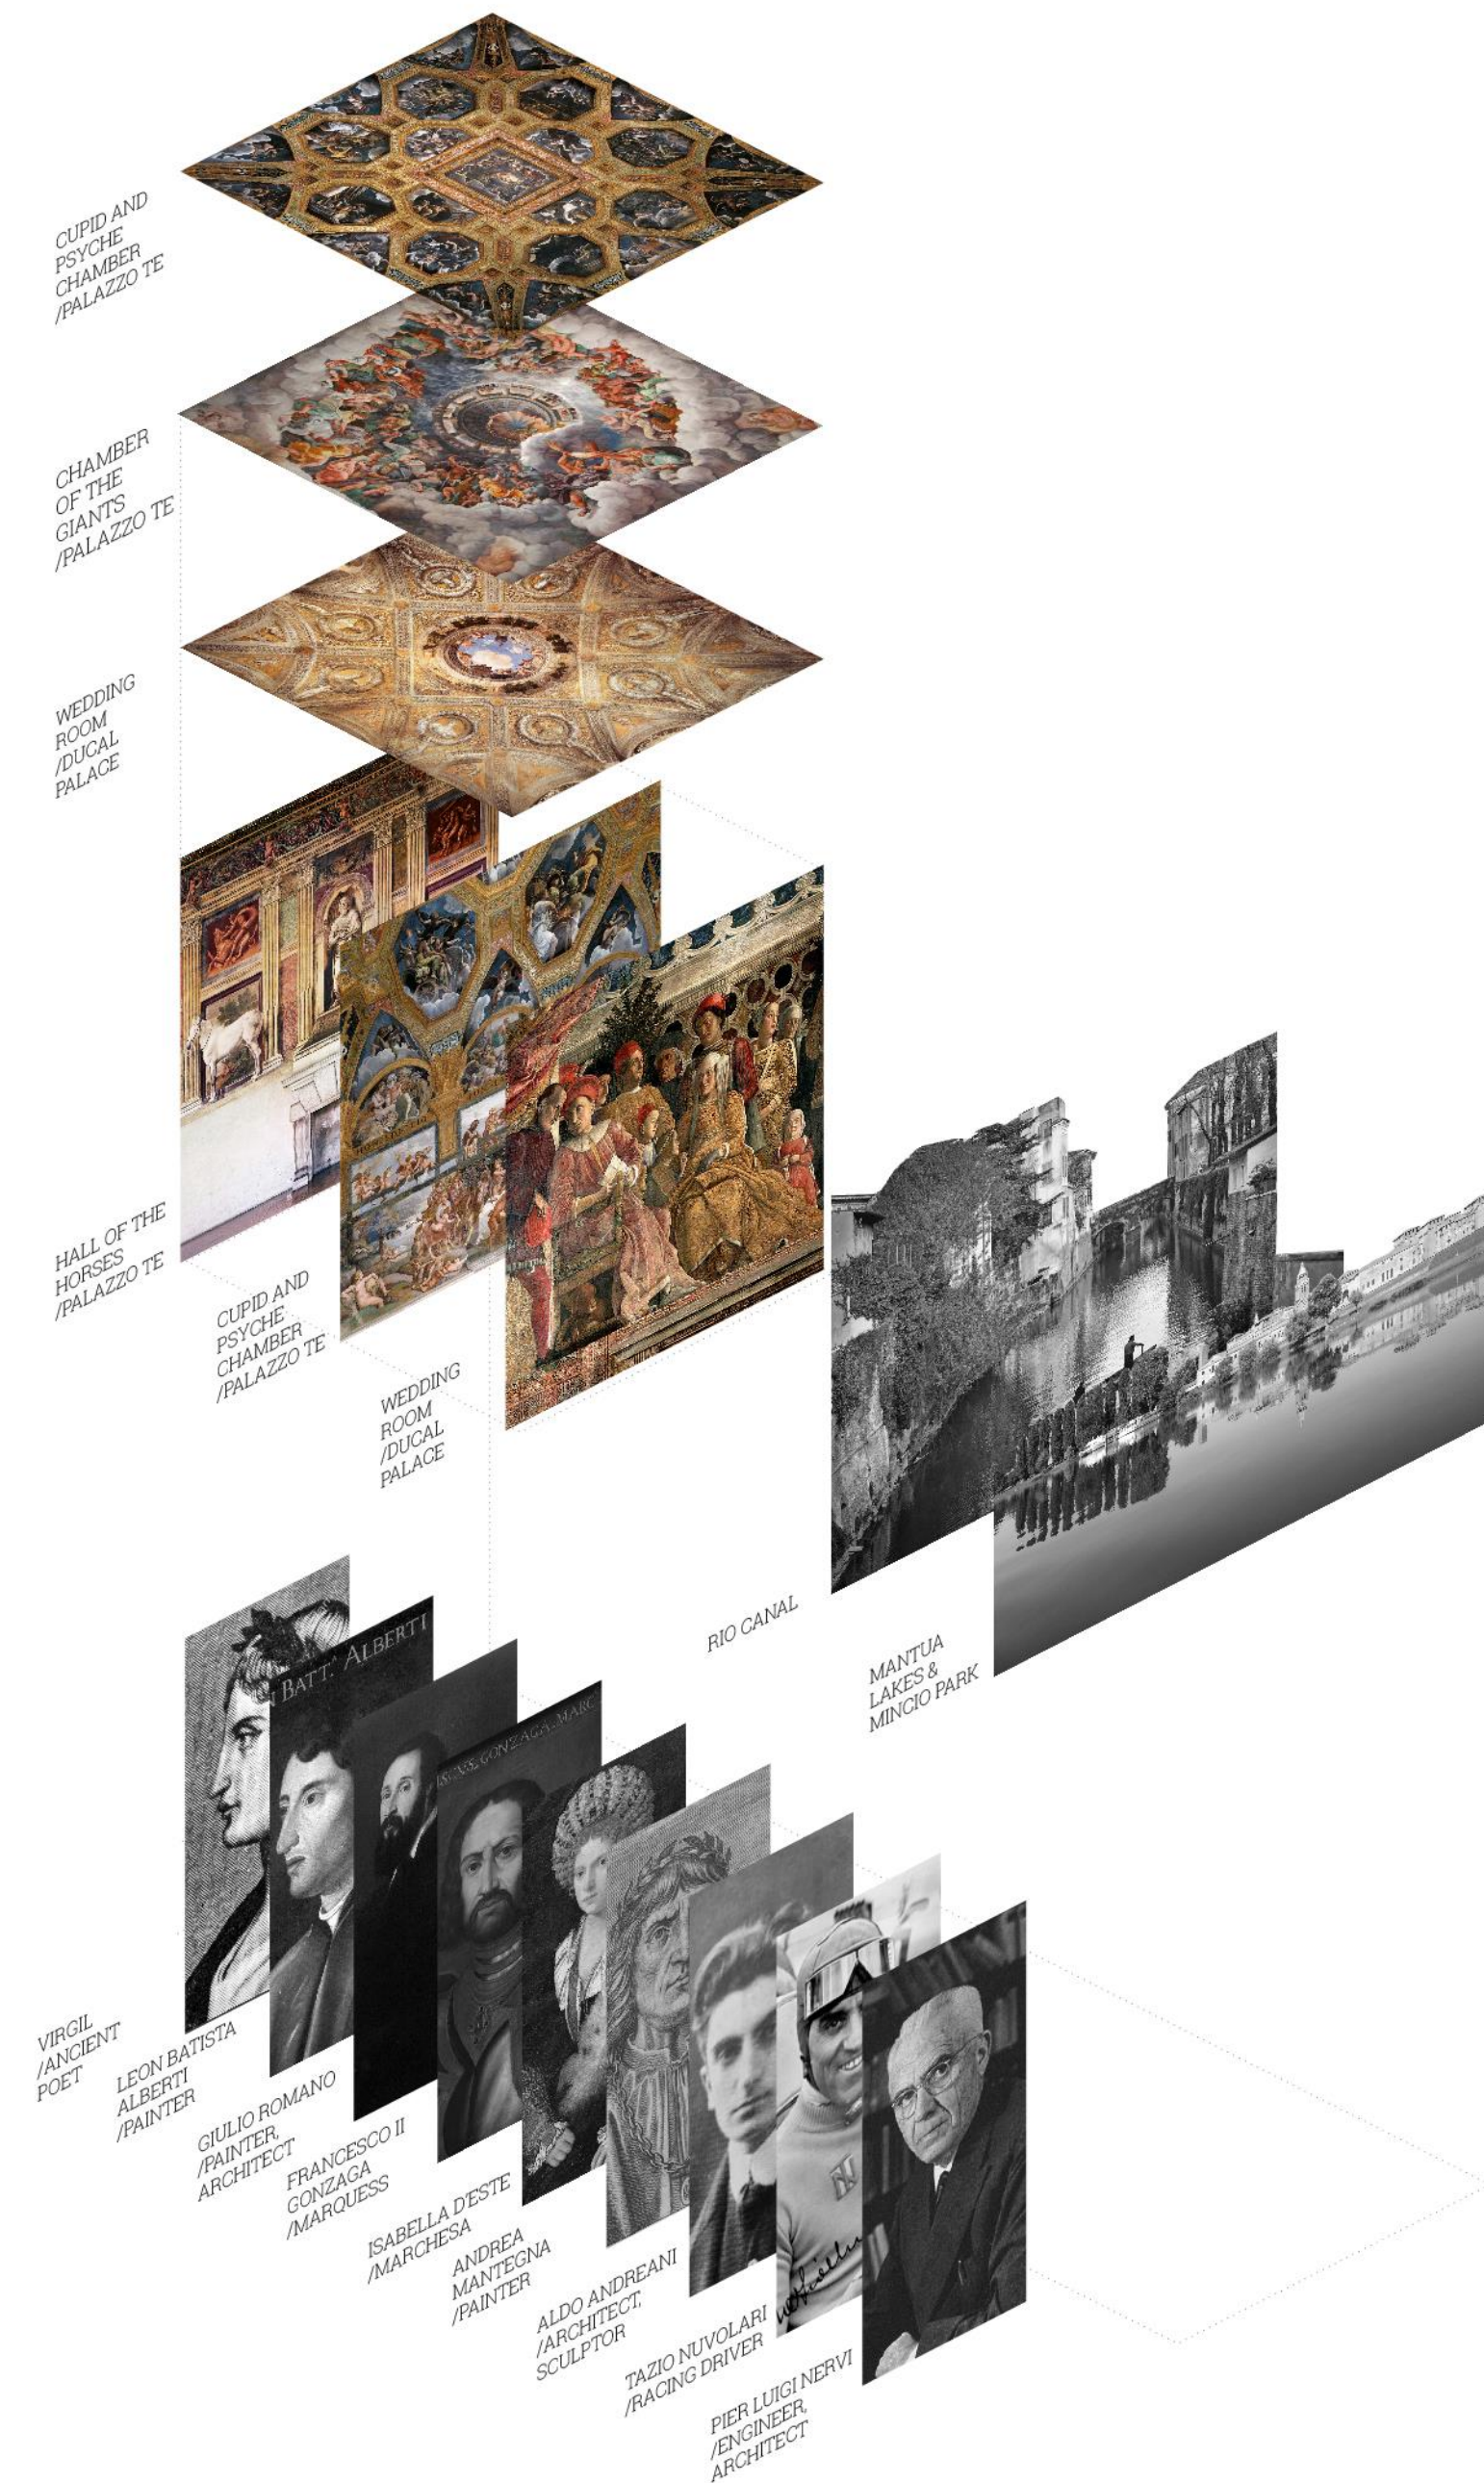 CUPID AND
PSYCHE
CHAMBER
/PALAZZO TE
CHAMBER
OF THE
GIANTS
/PALAZZO TE
WEDDING
ROOM
/DUCAL
PALACE
HALL OF THE
HORSES
/PALAZZO TE
CUPID AND
PSYCHE
CHAMBER
/PALAZZO TE
WEDDING
ROOM
/DUCAL
PALACE
RIO CANAL
MANTUA
LAKES &
MINCIO PARK
BATT. ALBERTI
GONZAGA. MARC
VIRGIL
/ANCIENT
POET
LEON BATISTA
ALBERTI
/PAINTER
GIULIO ROMANO
/PAINTER,
ARCHITECT
FRANCESCO II
GONZAGA
/MARQUESS
ISABELLA D'ESTE
/MARCHESA
ANDREA
MANTEGNA
/PAINTER
ALDO ANDREANI
/ARCHITECT,
SCULPTOR
TAZIO NUVOLARI
/RACING DRIVER
PIER LUIGI NERVI
/ENGINEER,
ARCHITECT